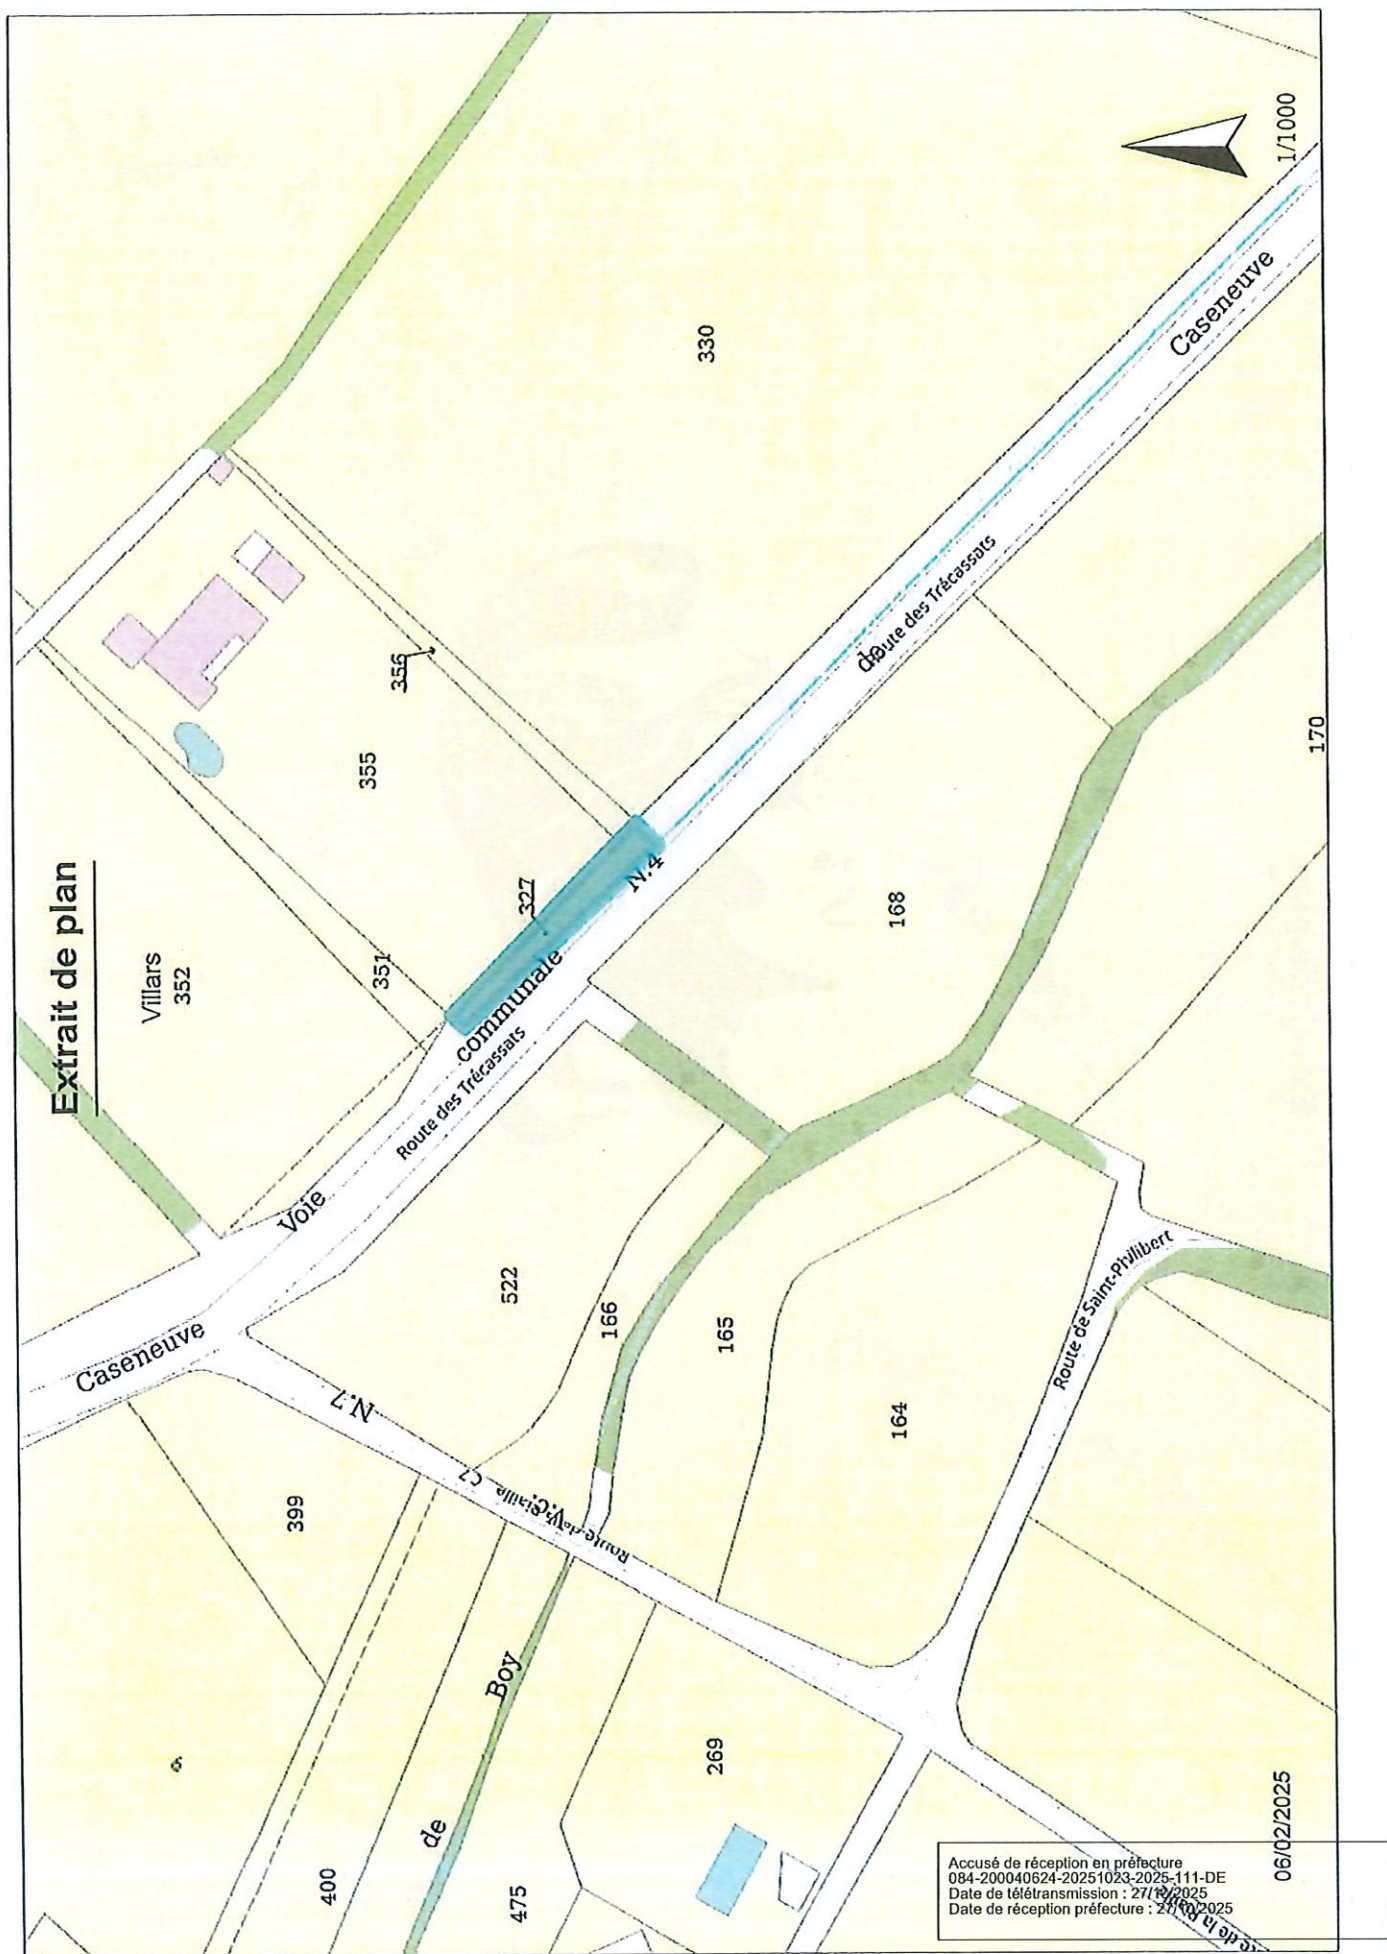 Extrait de plan
Villars
352
351
355
356
327
330
Caseneuve
Voie
communale
N.4
de
Caseneuve
Route des Trécassats
Route des Trécassats
168
170
522
166
165
164
Route de Saint-Philibert
N.7
C7
V.C.
399
400
475
269
de
Boy
1/1000
06/02/2025
Accusé de réception en préfecture
084-200040624-20251023-2025-111-DE
Date de télétransmission : 27/10/2025
Date de réception préfecture : 27/10/2025